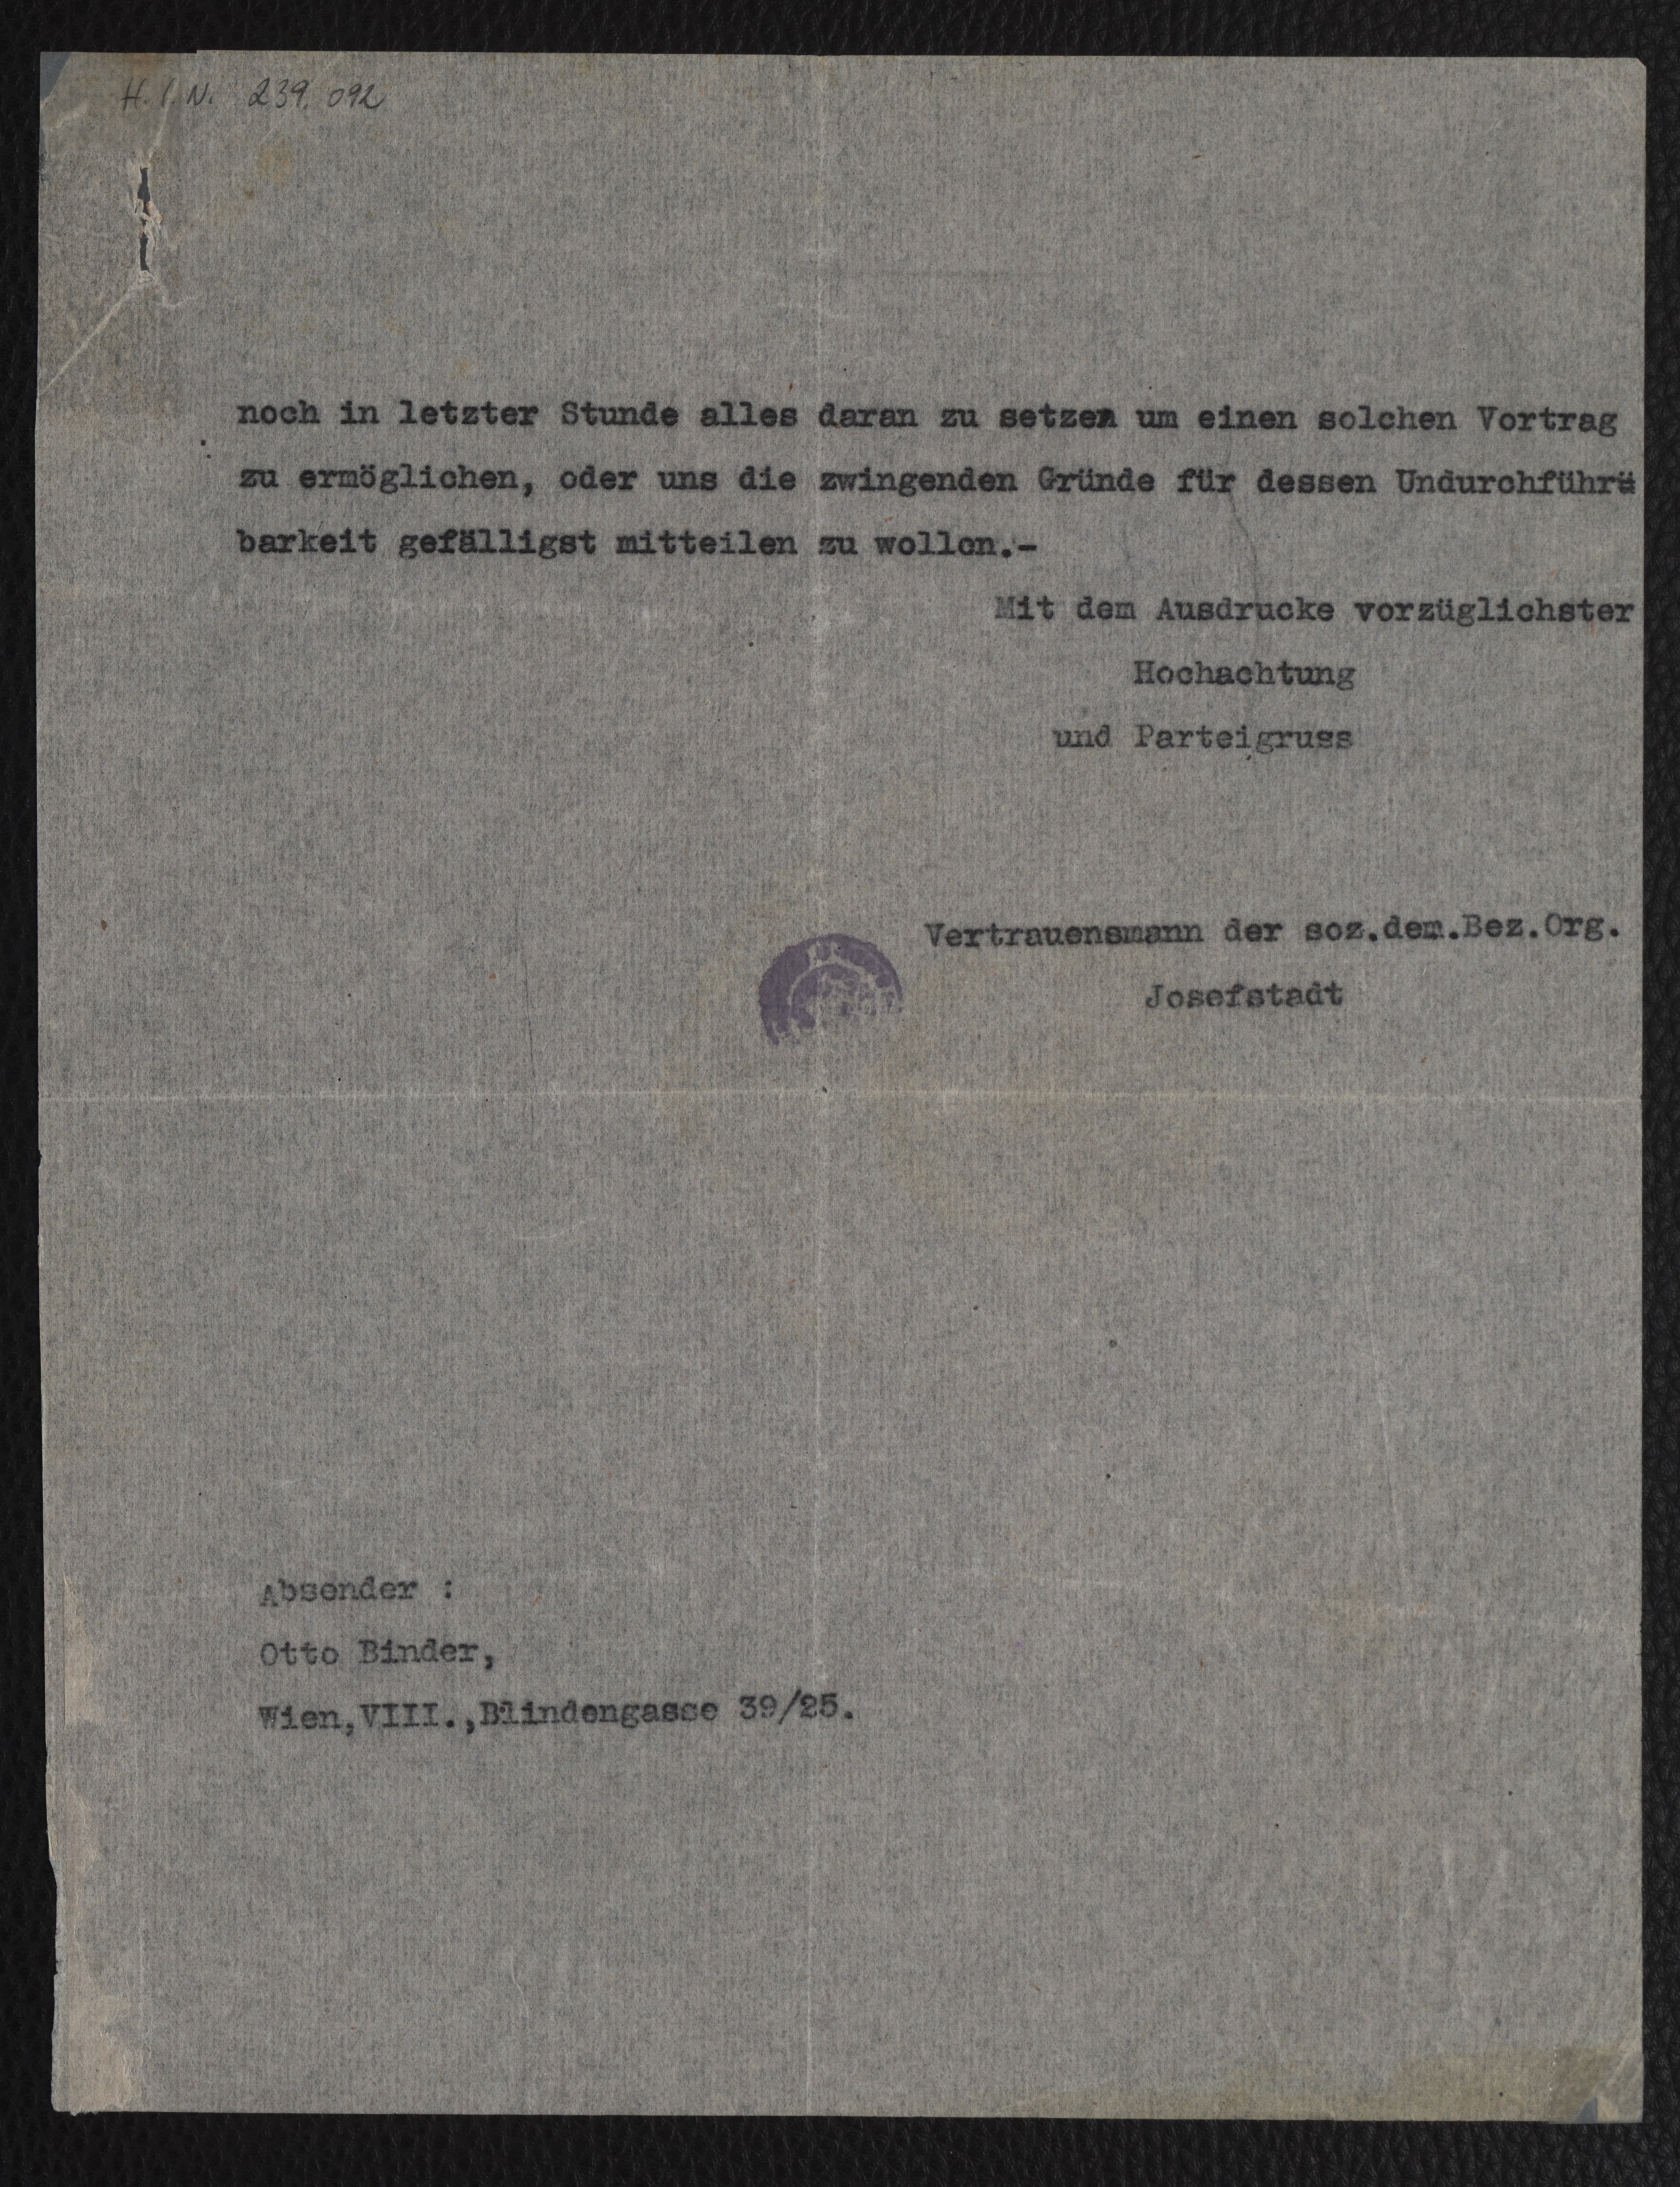 H. I. N. 239. 092
noch in letzter Stunde alles daran zu setzen um einen solchen Vortrag
zu ermöglichen, oder uns die zwingenden Gründe für dessen Undurchführ
barkeit gefälligst mitteilen zu wollen.-
Mit dem Ausdrucke vorzüglichster
Hochachtung
und Parteigruss
Vertrauensmann der soz.dem.Bez.Org.
Josefstadt
Absender :
Otto Binder,
Wien,VIII.,Blindengasse 39/25.